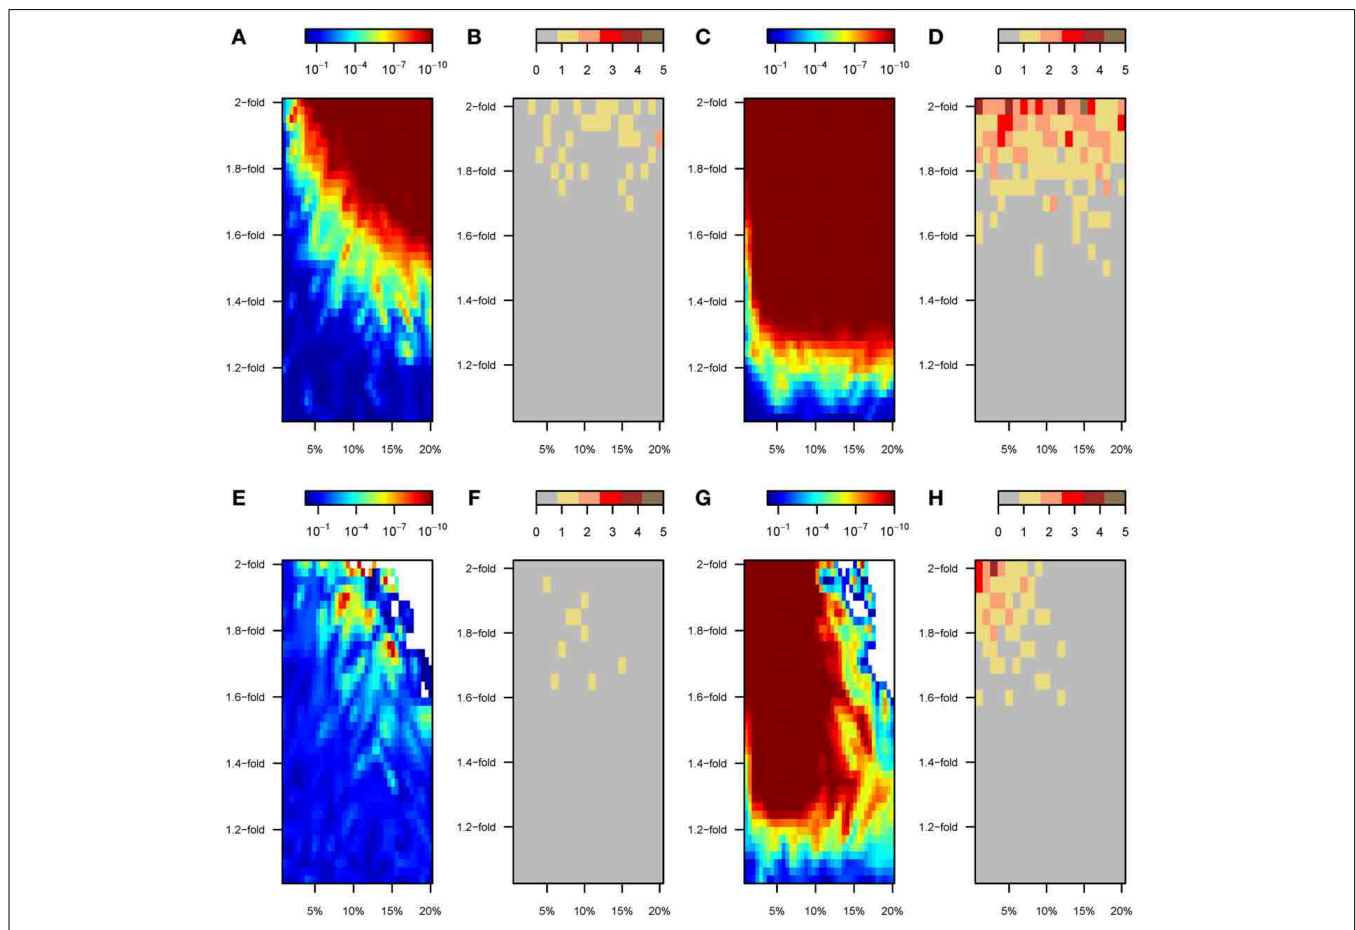 A B C D
10⁻¹ 10⁻⁴ 10⁻⁷ 10⁻¹⁰ 0 1 2 3 4 5 10⁻¹ 10⁻⁴ 10⁻⁷ 10⁻¹⁰ 0 1 2 3 4 5
2−fold 2−fold 2−fold 2−fold
1.8−fold 1.8−fold 1.8−fold 1.8−fold
1.6−fold 1.6−fold 1.6−fold 1.6−fold
1.4−fold 1.4−fold 1.4−fold 1.4−fold
1.2−fold 1.2−fold 1.2−fold 1.2−fold
5% 10% 15% 20% 5% 10% 15% 20% 5% 10% 15% 20% 5% 10% 15% 20%
E F G H
10⁻¹ 10⁻⁴ 10⁻⁷ 10⁻¹⁰ 0 1 2 3 4 5 10⁻¹ 10⁻⁴ 10⁻⁷ 10⁻¹⁰ 0 1 2 3 4 5
2−fold 2−fold 2−fold 2−fold
1.8−fold 1.8−fold 1.8−fold 1.8−fold
1.6−fold 1.6−fold 1.6−fold 1.6−fold
1.4−fold 1.4−fold 1.4−fold 1.4−fold
1.2−fold 1.2−fold 1.2−fold 1.2−fold
5% 10% 15% 20% 5% 10% 15% 20% 5% 10% 15% 20% 5% 10% 15% 20%